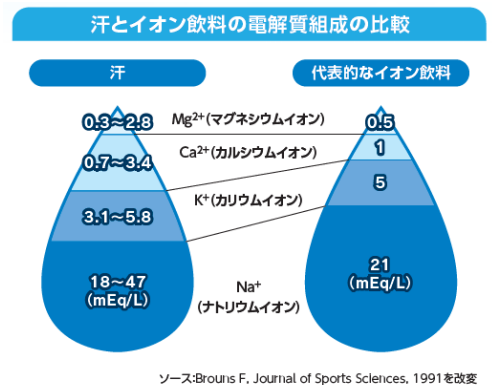 汗とイオン飲料の電解質組成の比較
汗
代表的なイオン飲料
0.3〜2.8
Mg2+(マグネシウムイオン)
0.5
0.7〜3.4
Ca2+(カルシウムイオン)
1
3.1〜5.8
K+(カリウムイオン)
5
18〜47
(mEq/L)
Na+
(ナトリウムイオン)
21
(mEq/L)
ソース:Brouns F, Journal of Sports Sciences, 1991を改変